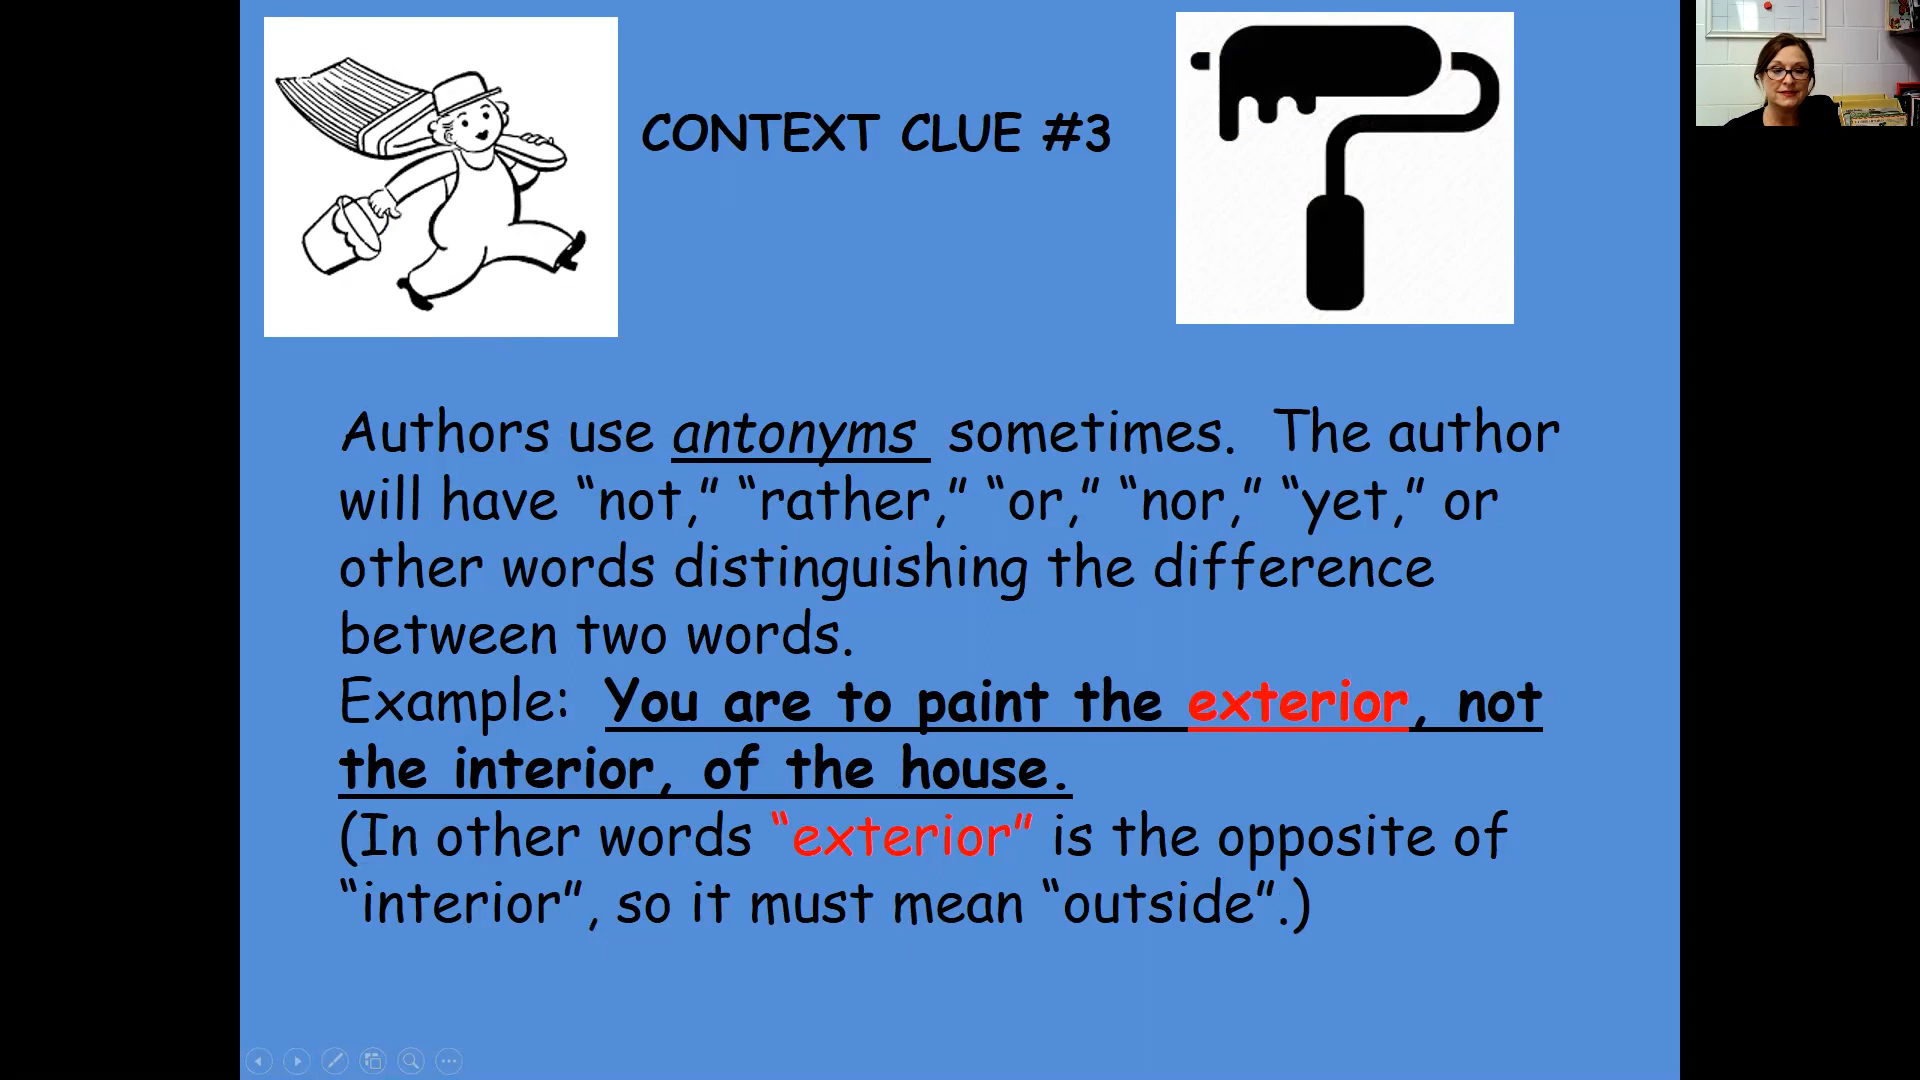 CONTEXT CLUE #3
Authors use antonyms sometimes. The author
will have “not,” “rather,” “or,” “nor,” “yet,” or
other words distinguishing the difference
between two words.
Example: You are to paint the exterior, not
the interior, of the house.
(In other words “exterior” is the opposite of
“interior”, so it must mean “outside”.)